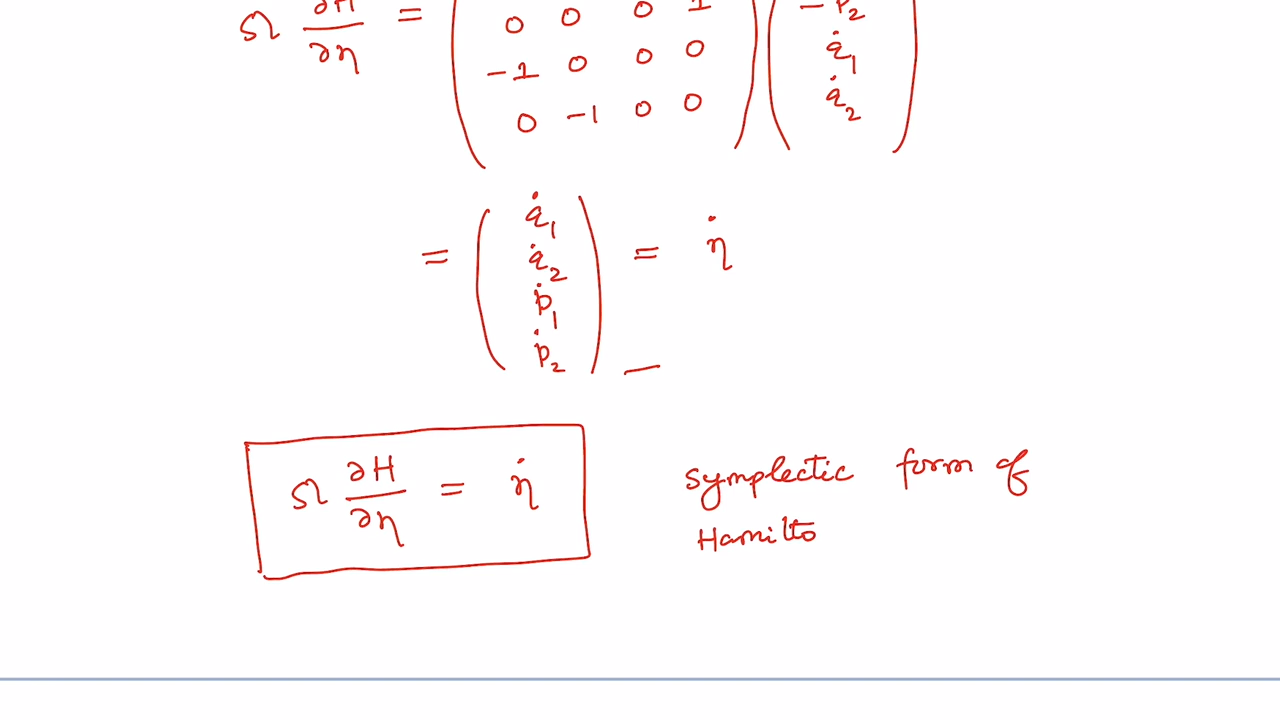 Ω ∂H/∂η = ( 0 0 0 1 ) ( −ṗ₂ )
( −1 0 0 0 ) ( q̇₁ )
( 0 −1 0 0 ) ( q̇₂ )
= ( q̇₁ q̇₂ ṗ₁ ṗ₂ ) = η̇
Ω ∂H/∂η = η̇
symplectic form of
Hamilto